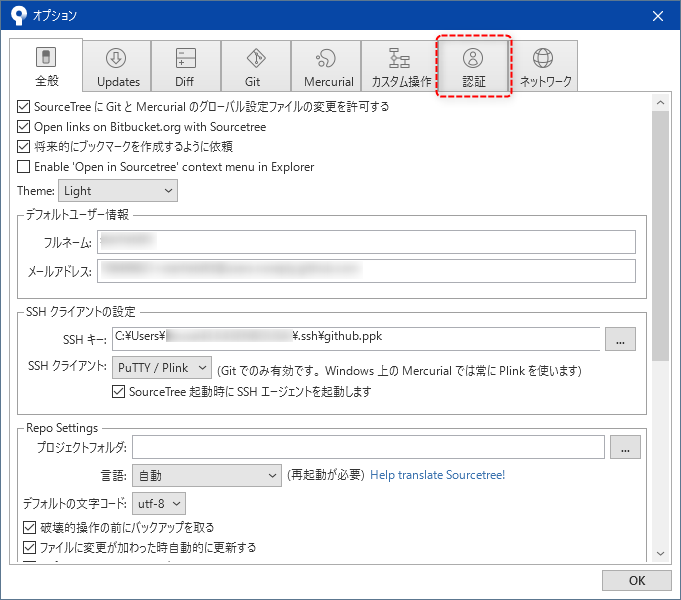 オプション
全般
Updates
Diff
Git
Mercurial
カスタム操作
認証
ネットワーク
SourceTree に Git と Mercurial のグローバル設定ファイルの変更を許可する
Open links on Bitbucket.org with Sourcetree
将来的にブックマークを作成するように依頼
Enable 'Open in Sourcetree' context menu in Explorer
Theme: Light
デフォルトユーザー情報
フルネーム:
メールアドレス:
SSH クライアントの設定
SSH キー: C:¥Users¥ ¥.ssh¥github.ppk ...
SSH クライアント: PuTTY / Plink (Git でのみ有効です。 Windows 上の Mercurial では常に Plink を使います)
SourceTree 起動時に SSH エージェントを起動します
Repo Settings
プロジェクトフォルダ: ...
言語: 自動 (再起動が必要) Help translate Sourcetree!
デフォルトの文字コード: utf-8
破壊的操作の前にバックアップを取る
ファイルに変更が加わった時自動的に更新する
OK